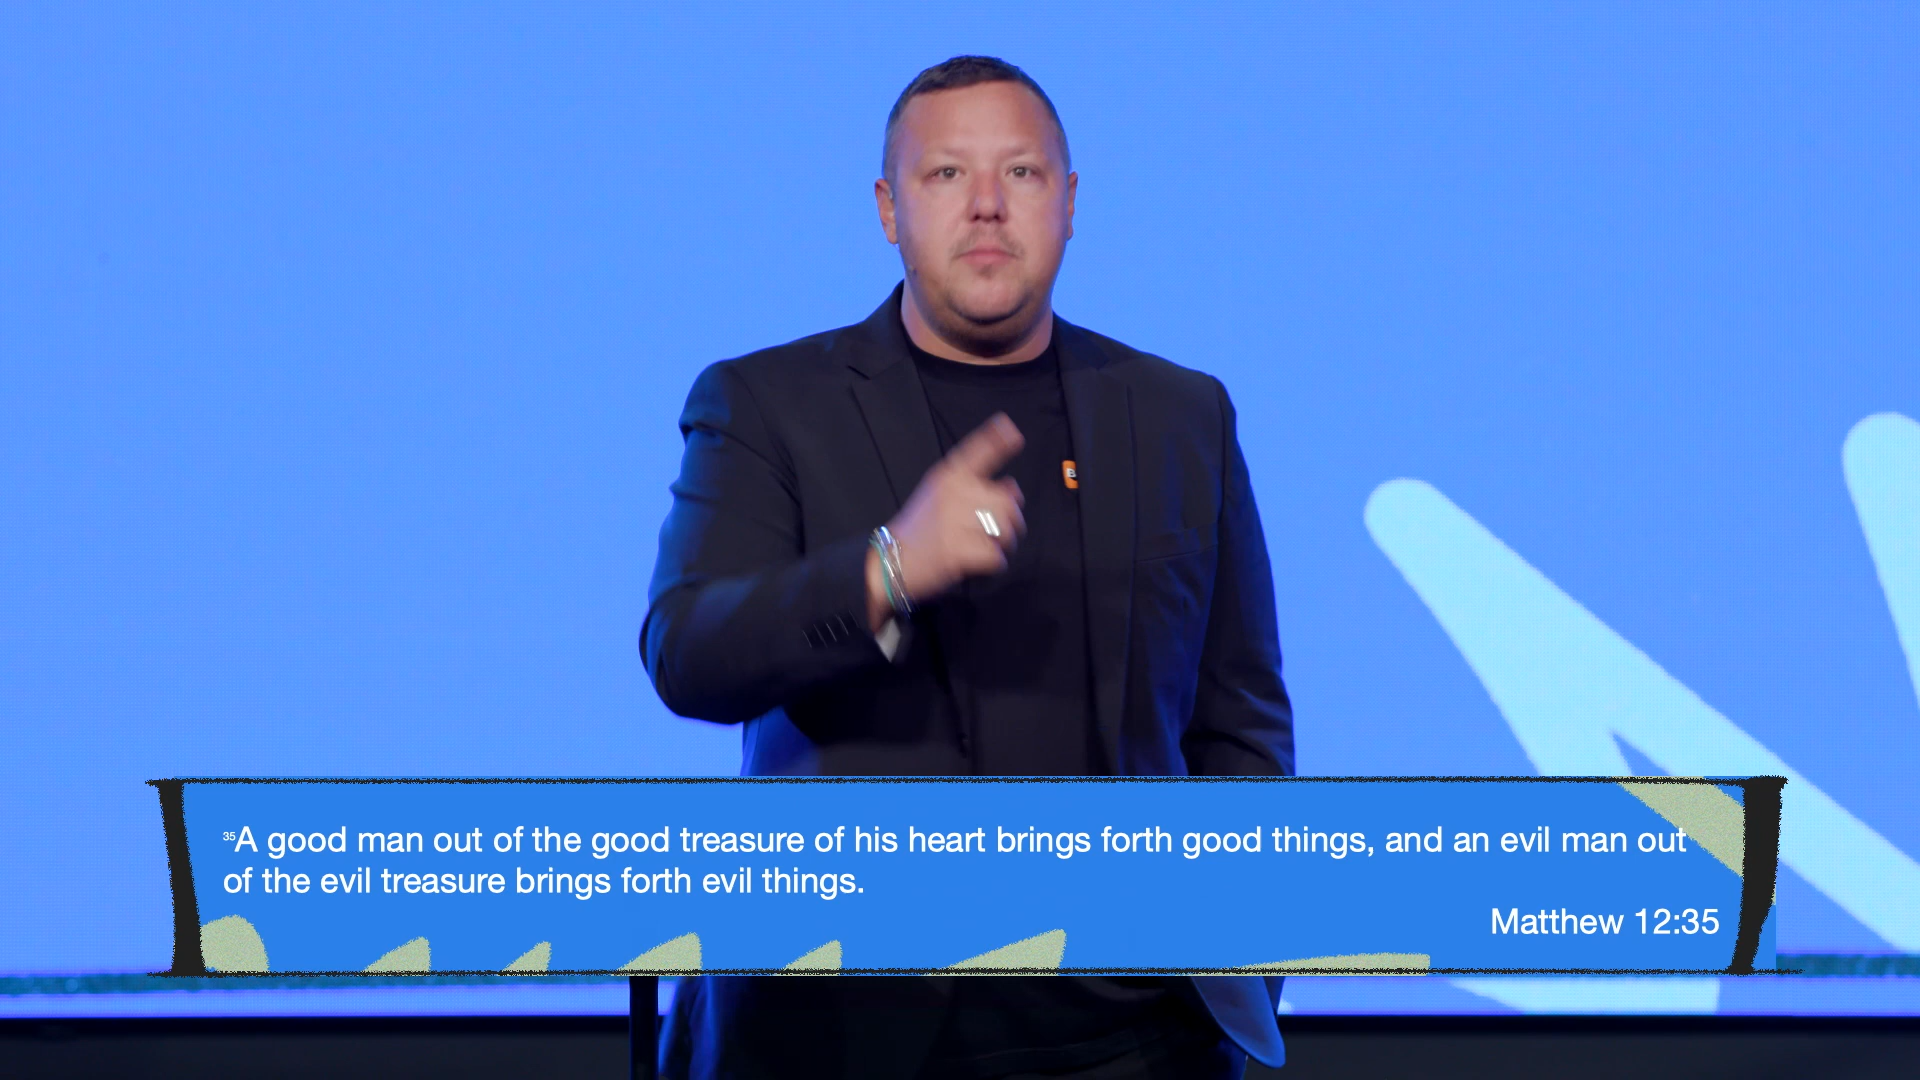 35A good man out of the good treasure of his heart brings forth good things, and an evil man out
of the evil treasure brings forth evil things.
Matthew 12:35